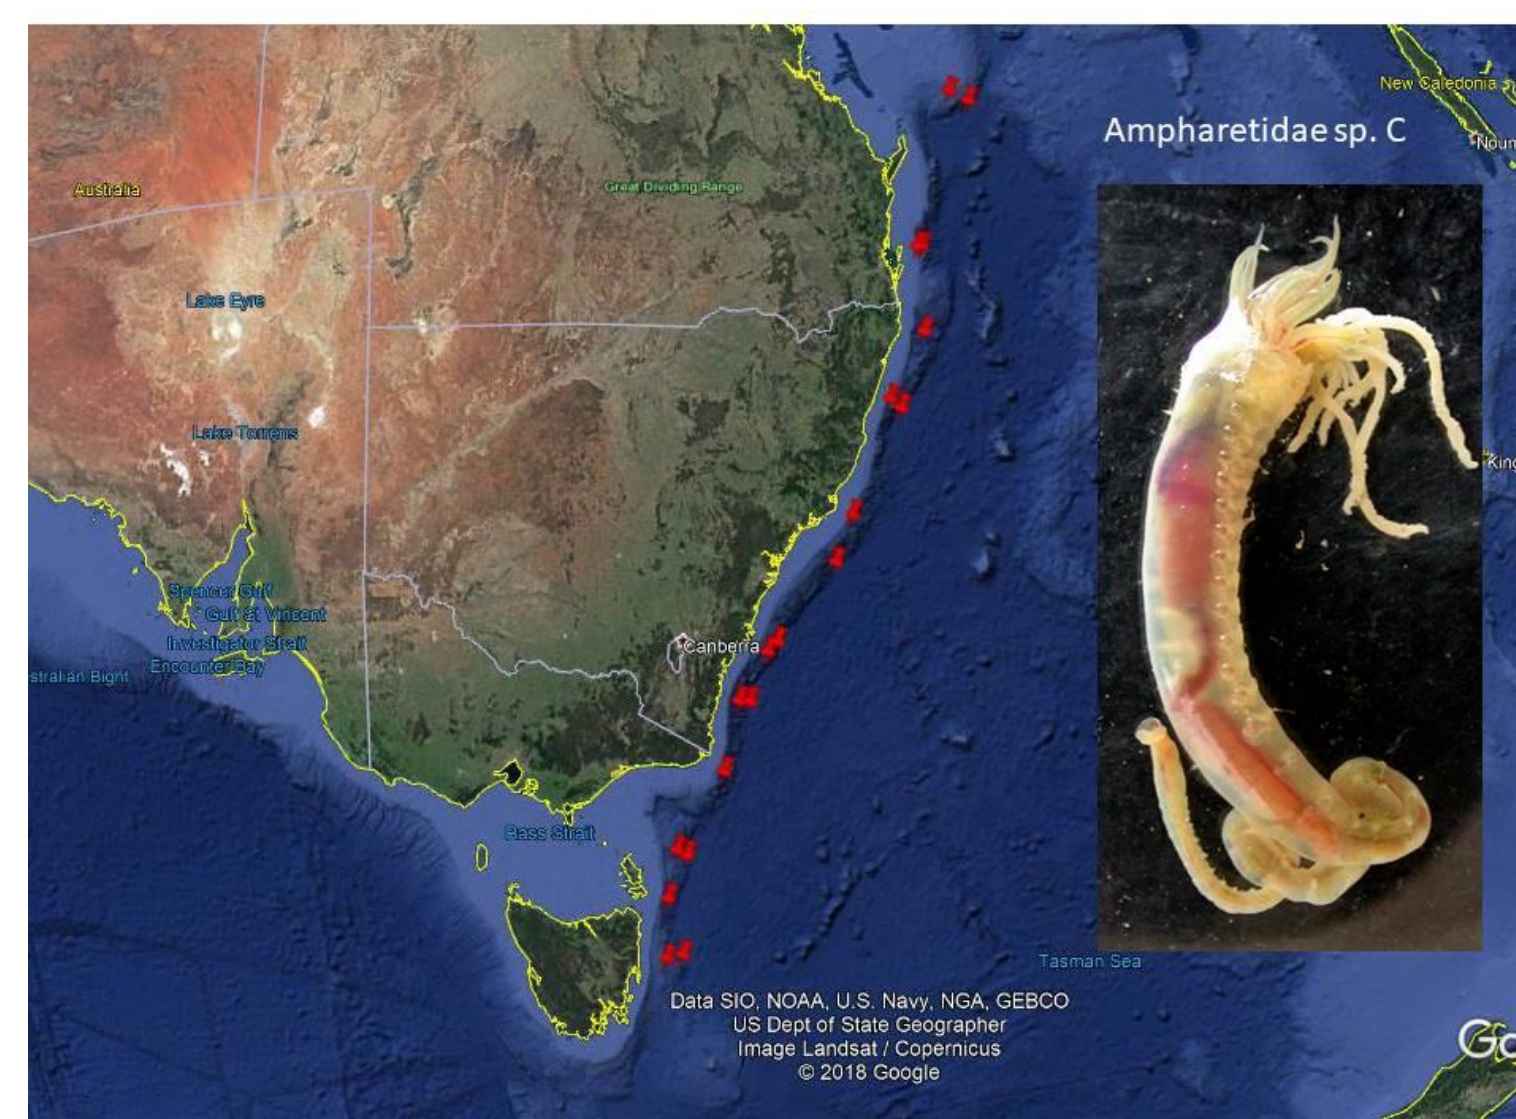 New Caledonia
Ampharetidae sp. C
Australia
Great Dividing Range
Lake Eyre
Lake Torrens
Spencer Gulf
Gulf St Vincent
Investigator Strait
Canberra
Encounter Bay
stralian Bight
Bass Strait
Tasman Sea
Data SIO, NOAA, U.S. Navy, NGA, GEBCO
US Dept of State Geographer
Image Landsat / Copernicus
© 2018 Google